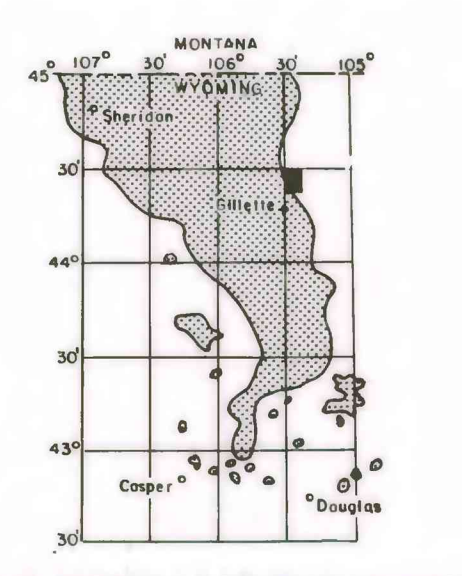 MONTANA
107° 30' 106° 30' 105°
45°
WYOMING
Sheridan
30'
Gillette
44°
30'
43°
Casper
Douglas
30'